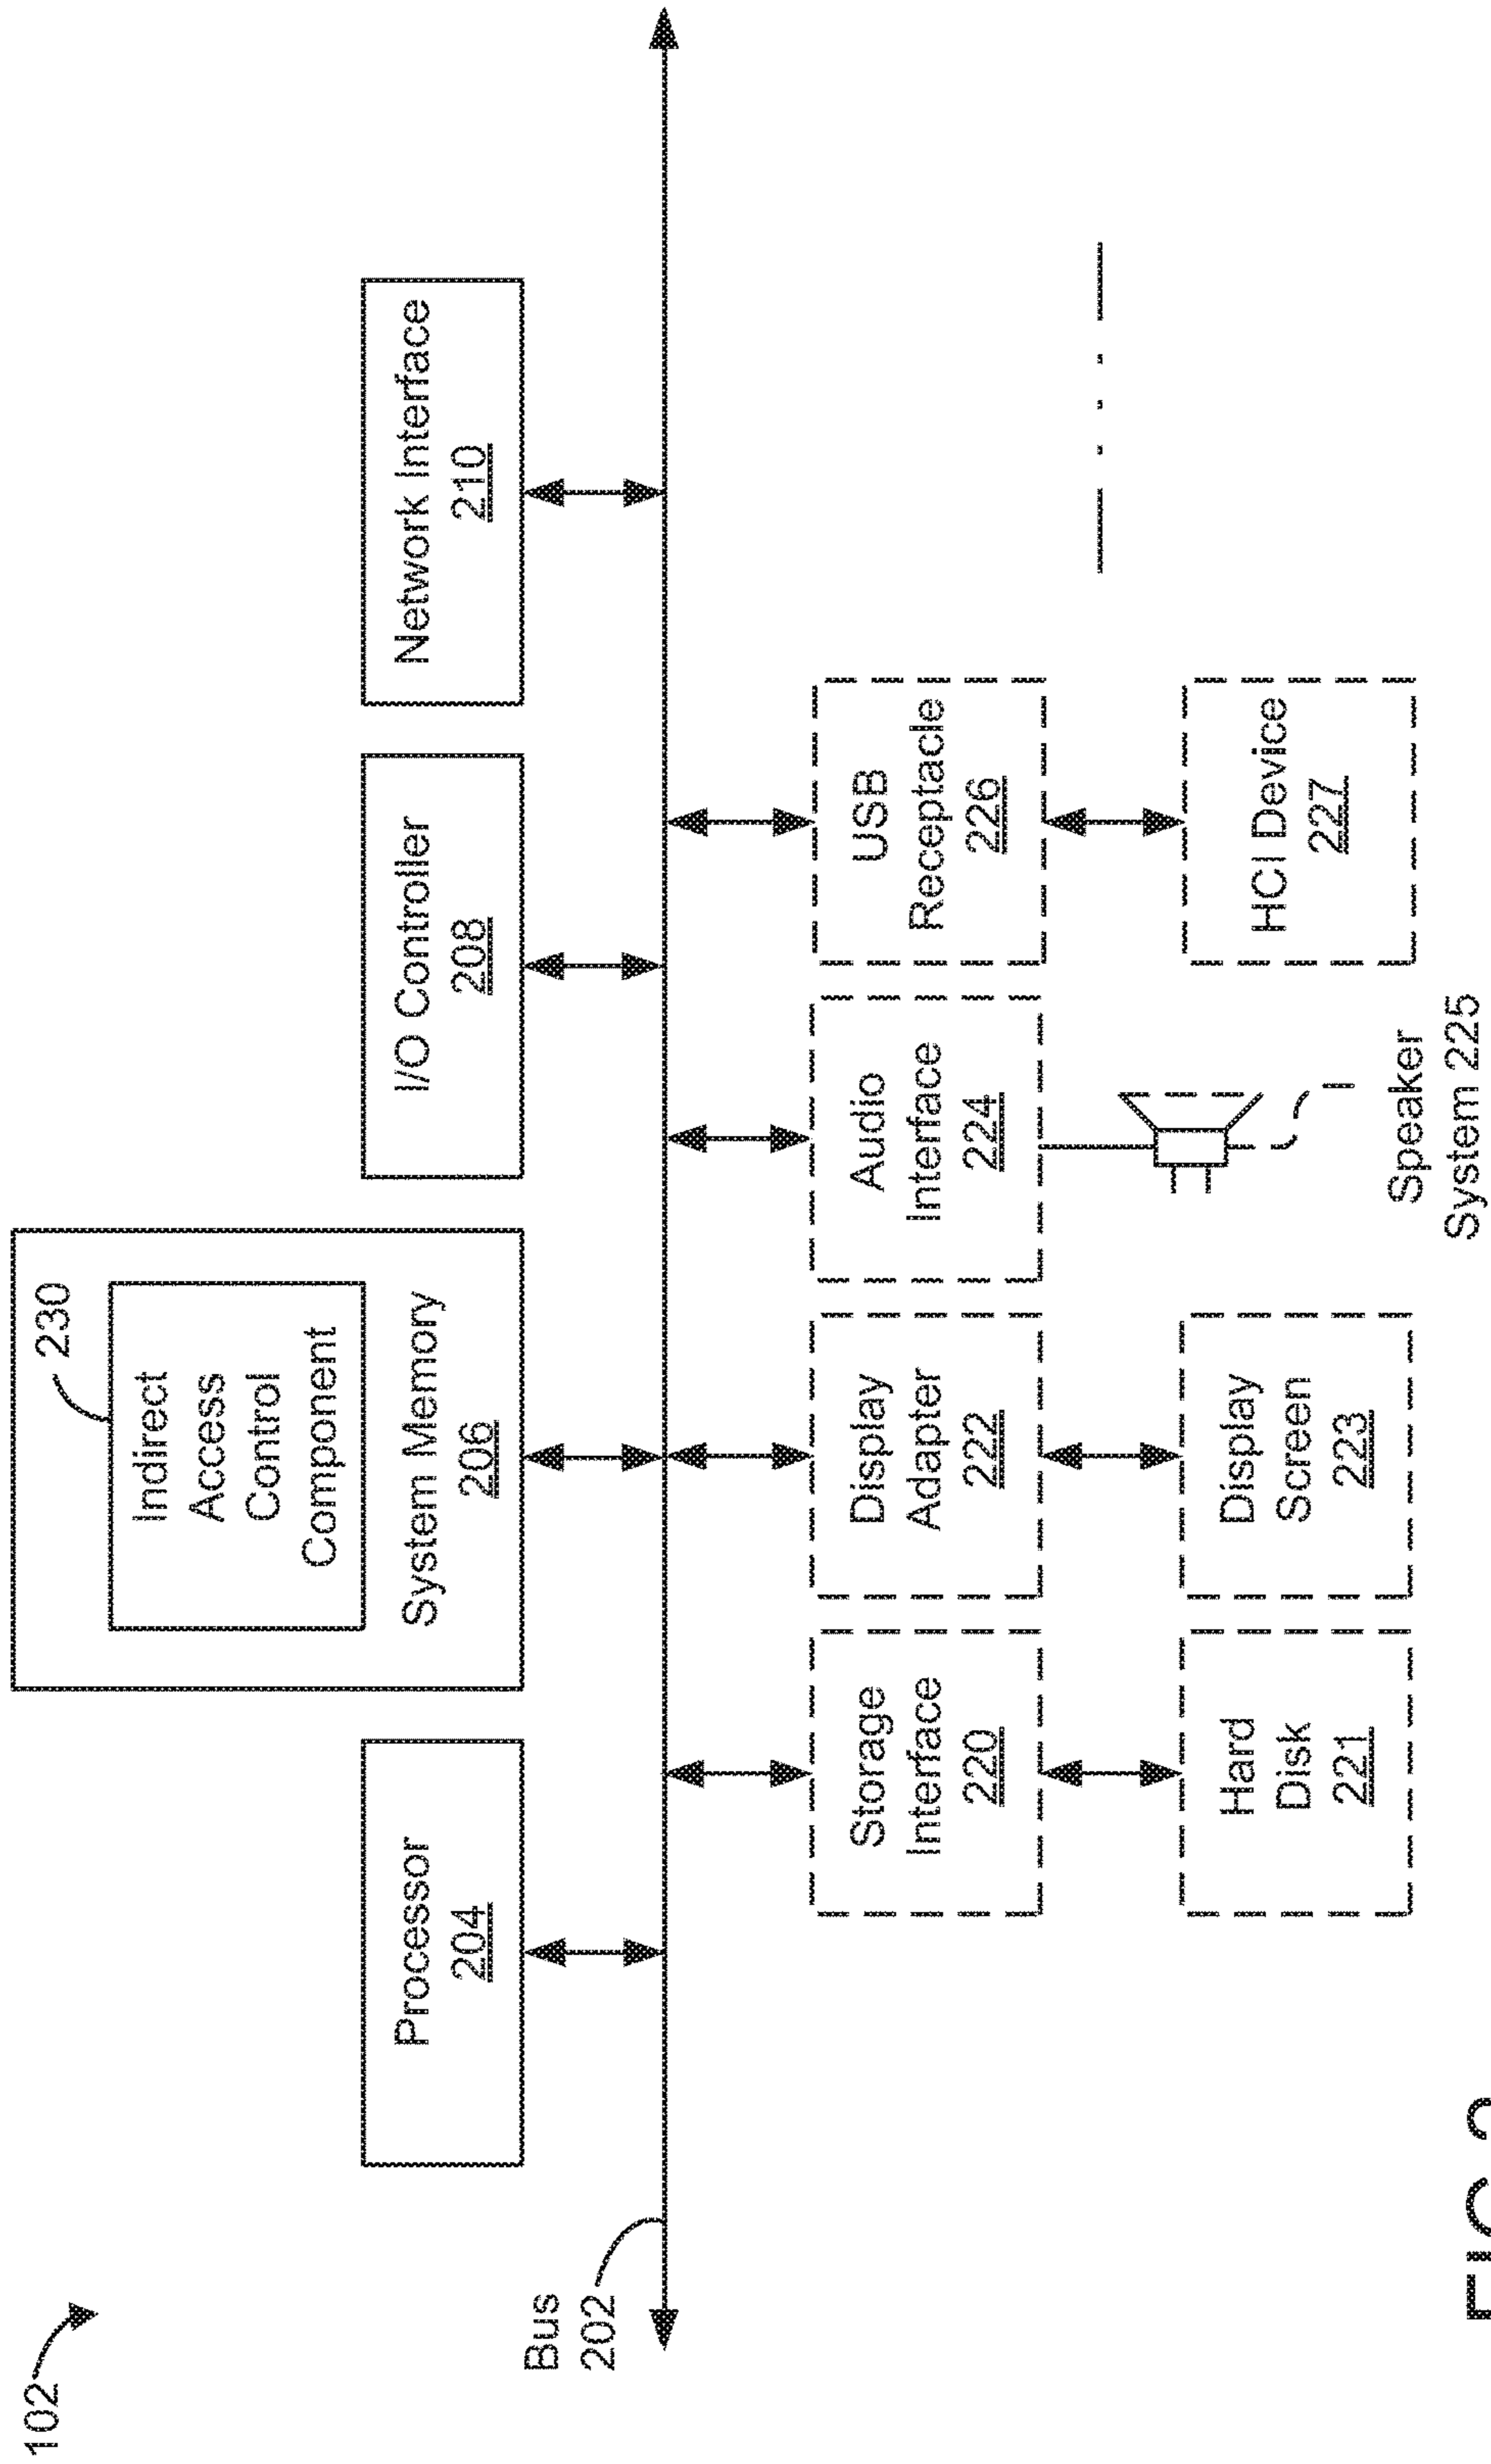 102
230
Indirect
Access
Control
Component
System Memory
206
Processor
204
I/O Controller
208
Network Interface
210
Bus
202
Storage
Interface
220
Display
Adapter
222
Audio
Interface
224
USB
Receptacle
226
Hard
Disk
221
Display
Screen
223
Speaker
System 225
HCI Device
227